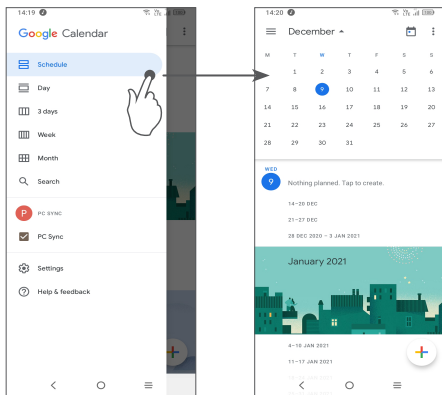 14:19
Google Calendar
Schedule
Day
3 days
Week
Month
Search
P PC SYNC
PC Sync
Settings
Help & feedback
14:20
December
M T W T F S S
1 2 3 4 5 6
7 8 9 10 11 12 13
14 15 16 17 18 19 20
21 22 23 24 25 26 27
28 29 30 31
WED
9 Nothing planned. Tap to create.
14–20 DEC
21–27 DEC
28 DEC 2020 – 3 JAN 2021
January 2021
4–10 JAN 2021
11–17 JAN 2021